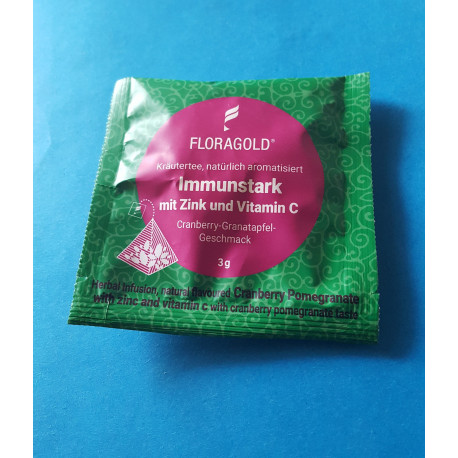 FLORAGOLD®
Kräutertee, natürlich aromatisiert
Immunstark
mit Zink und Vitamin C
Cranberry-Granatapfel-
Geschmack
3g
Herbal infusion, natural flavoured Cranberry Pomegranate
with zinc and vitamin c with cranberry pomegranate taste